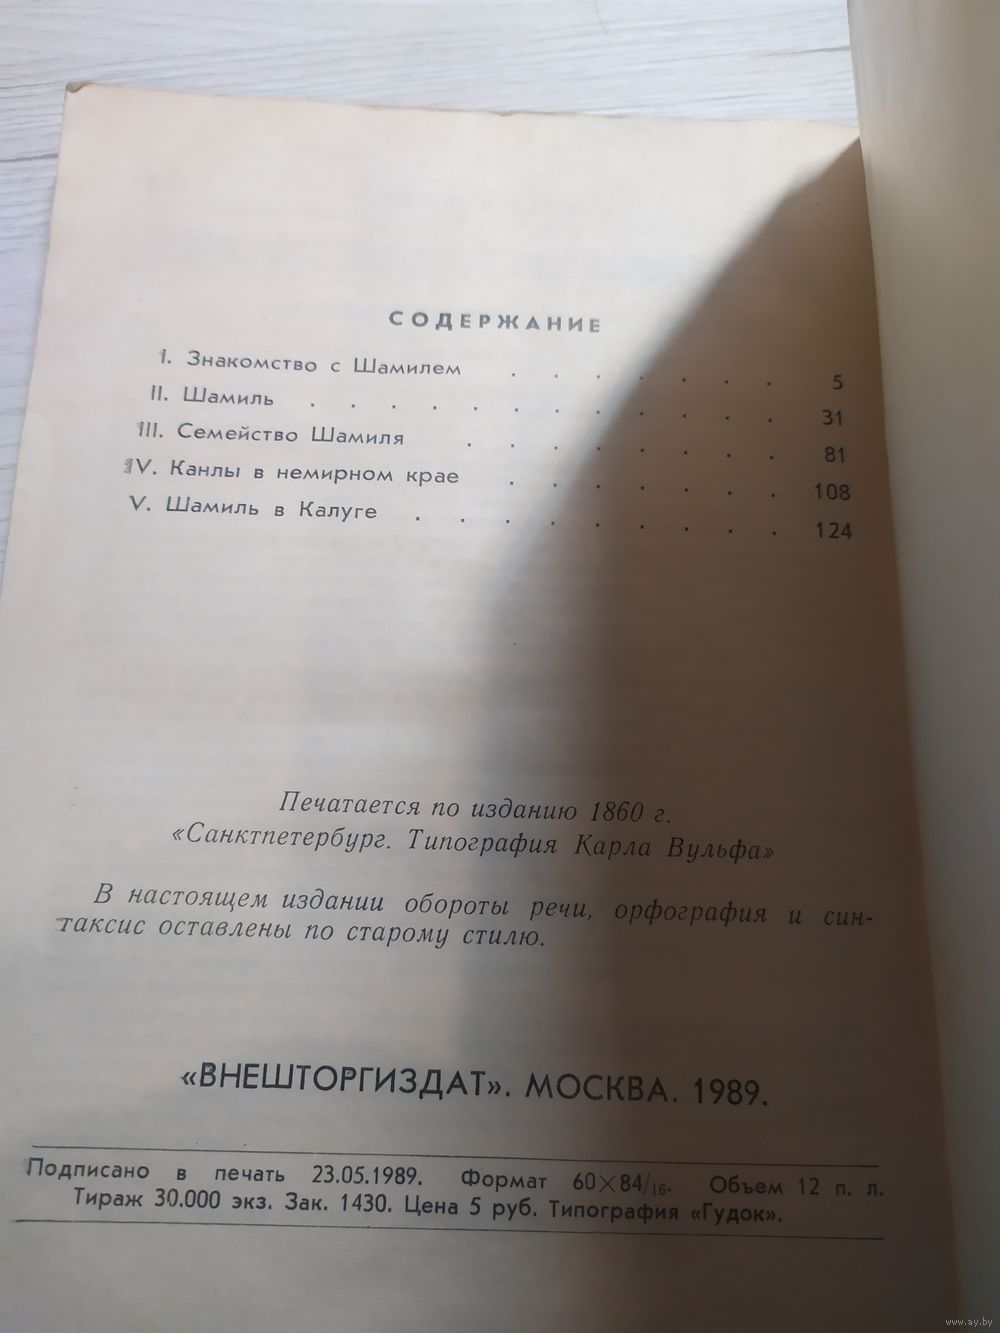 СОДЕРЖАНИЕ
I. Знакомство с Шамилем . . . . . . . 5
II. Шамиль . . . . . . . . . . . . 31
III. Семейство Шамиля . . . . . . . . 81
IV. Канлы в немирном крае . . . . . . . 108
V. Шамиль в Калуге . . . . . . . . . 124
Печатается по изданию 1860 г.
«Санктпетербург. Типография Карла Вульфа»
В настоящем издании обороты речи, орфография и син-
таксис оставлены по старому стилю.
«ВНЕШТОРГИЗДАТ». МОСКВА. 1989.
Подписано в печать 23.05.1989. Формат 60×84/16. Объем 12 п. л.
Тираж 30.000 экз. Зак. 1430. Цена 5 руб. Типография «Гудок».
www.ay.by